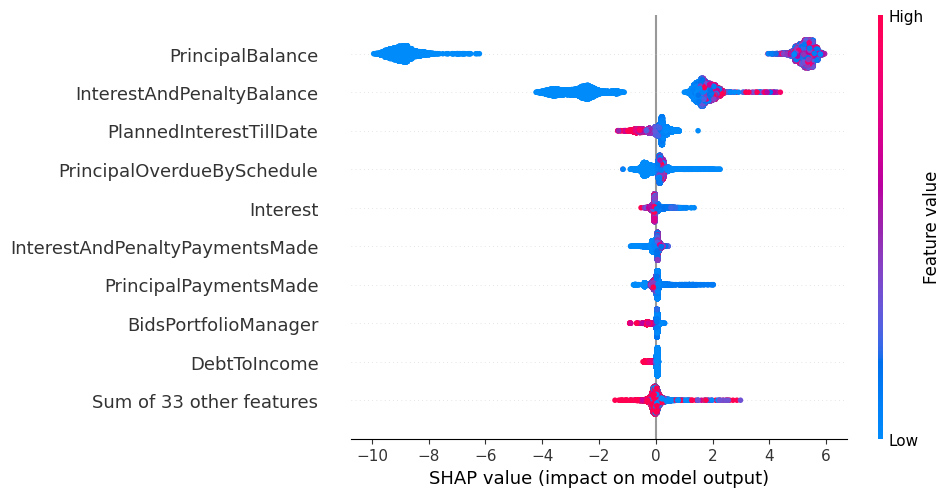 High
PrincipalBalance
InterestAndPenaltyBalance
PlannedInterestTillDate
PrincipalOverdueBySchedule
Interest
InterestAndPenaltyPaymentsMade
PrincipalPaymentsMade
BidsPortfolioManager
DebtToIncome
Sum of 33 other features
Feature value
Low
−10 −8 −6 −4 −2 0 2 4 6
SHAP value (impact on model output)